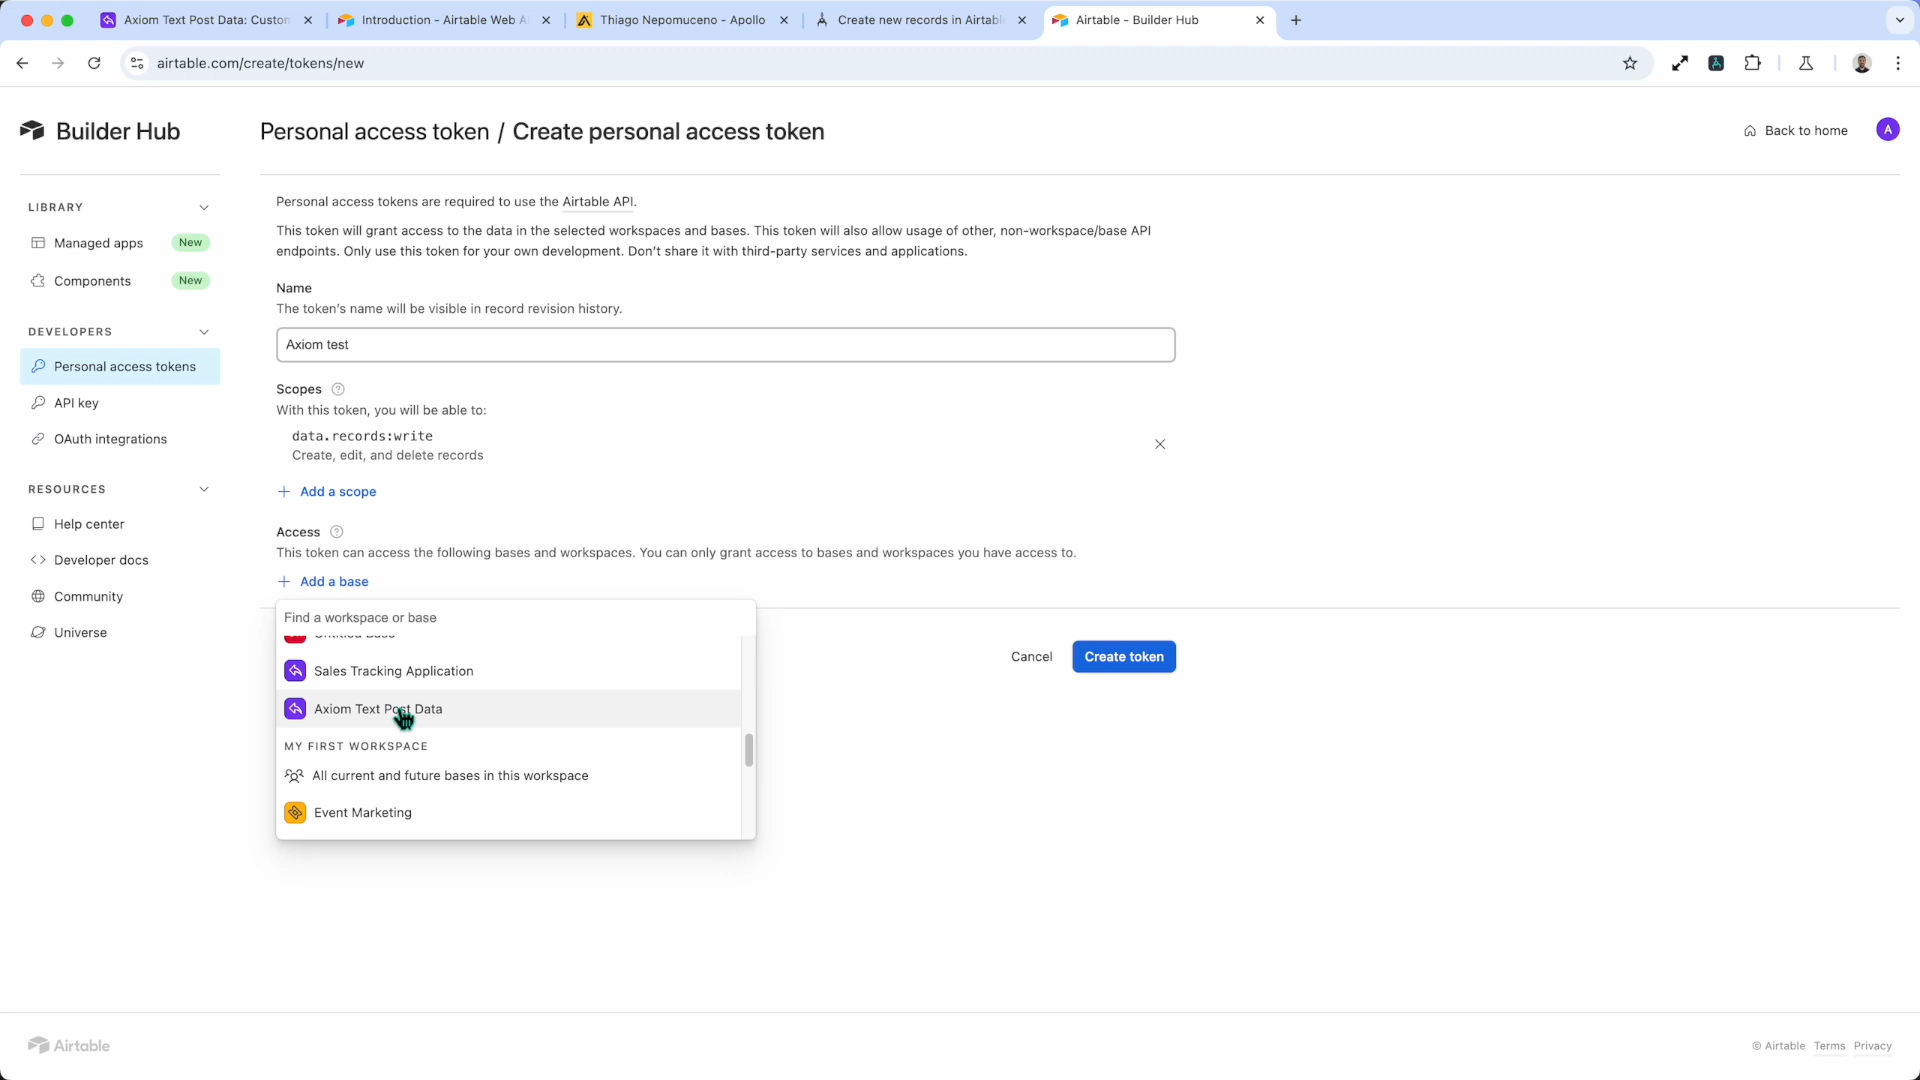 Axiom Text Post Data: Custon
Introduction - Airtable Web A
Thiago Nepomuceno - Apollo
Create new records in Airtabl
Airtable - Builder Hub
airtable.com/create/tokens/new
Builder Hub
Personal access token / Create personal access token
Back to home
A
LIBRARY
Managed apps New
Components New
DEVELOPERS
Personal access tokens
API key
OAuth integrations
RESOURCES
Help center
Developer docs
Community
Universe
Personal access tokens are required to use the Airtable API.
This token will grant access to the data in the selected workspaces and bases. This token will also allow usage of other, non-workspace/base API
endpoints. Only use this token for your own development. Don't share it with third-party services and applications.
Name
The token's name will be visible in record revision history.
Axiom test
Scopes
With this token, you will be able to:
data.records:write
Create, edit, and delete records
Add a scope
Access
This token can access the following bases and workspaces. You can only grant access to bases and workspaces you have access to.
Add a base
Find a workspace or base
Untitled Base
Sales Tracking Application
Axiom Text Post Data
MY FIRST WORKSPACE
All current and future bases in this workspace
Event Marketing
Cancel
Create token
Airtable
© Airtable Terms Privacy